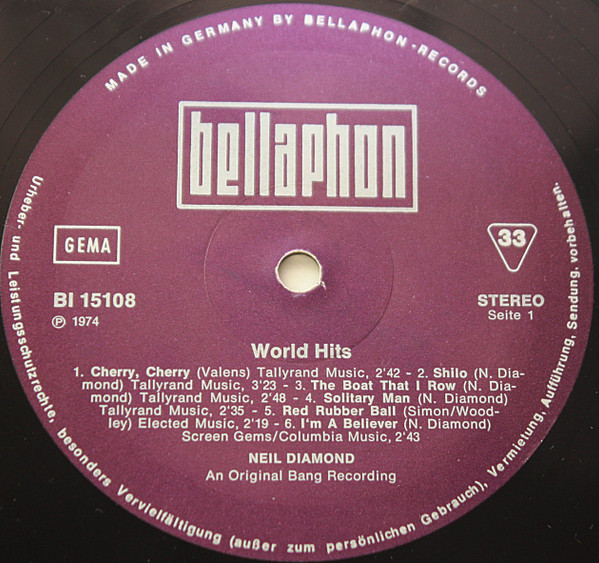 MADE IN GERMANY BY BELLAPHON-RECORDS
bellaphon
GEMA
33
BI 15108
℗ 1974
STEREO
Seite 1
World Hits
1. Cherry, Cherry (Valens) Tallyrand Music, 2'42 - 2. Shilo (N. Dia-
mond) Tallyrand Music, 3'23 - 3. The Boat That I Row (N. Dia-
mond) Tallyrand Music, 2'48 - 4. Solitary Man (N. Diamond)
Tallyrand Music, 2'35 - 5. Red Rubber Ball (Simon/Wood-
ley) Elected Music, 2'19 - 6. I'm A Believer (N. Diamond)
Screen Gems/Columbia Music, 2'43
NEIL DIAMOND
An Original Bang Recording
Urheber- und Leistungsschutzrechte, besonders Vervielfältigung (außer zum persönlichen Gebrauch), Vermietung, Aufführung, Sendung, vorbehalten.